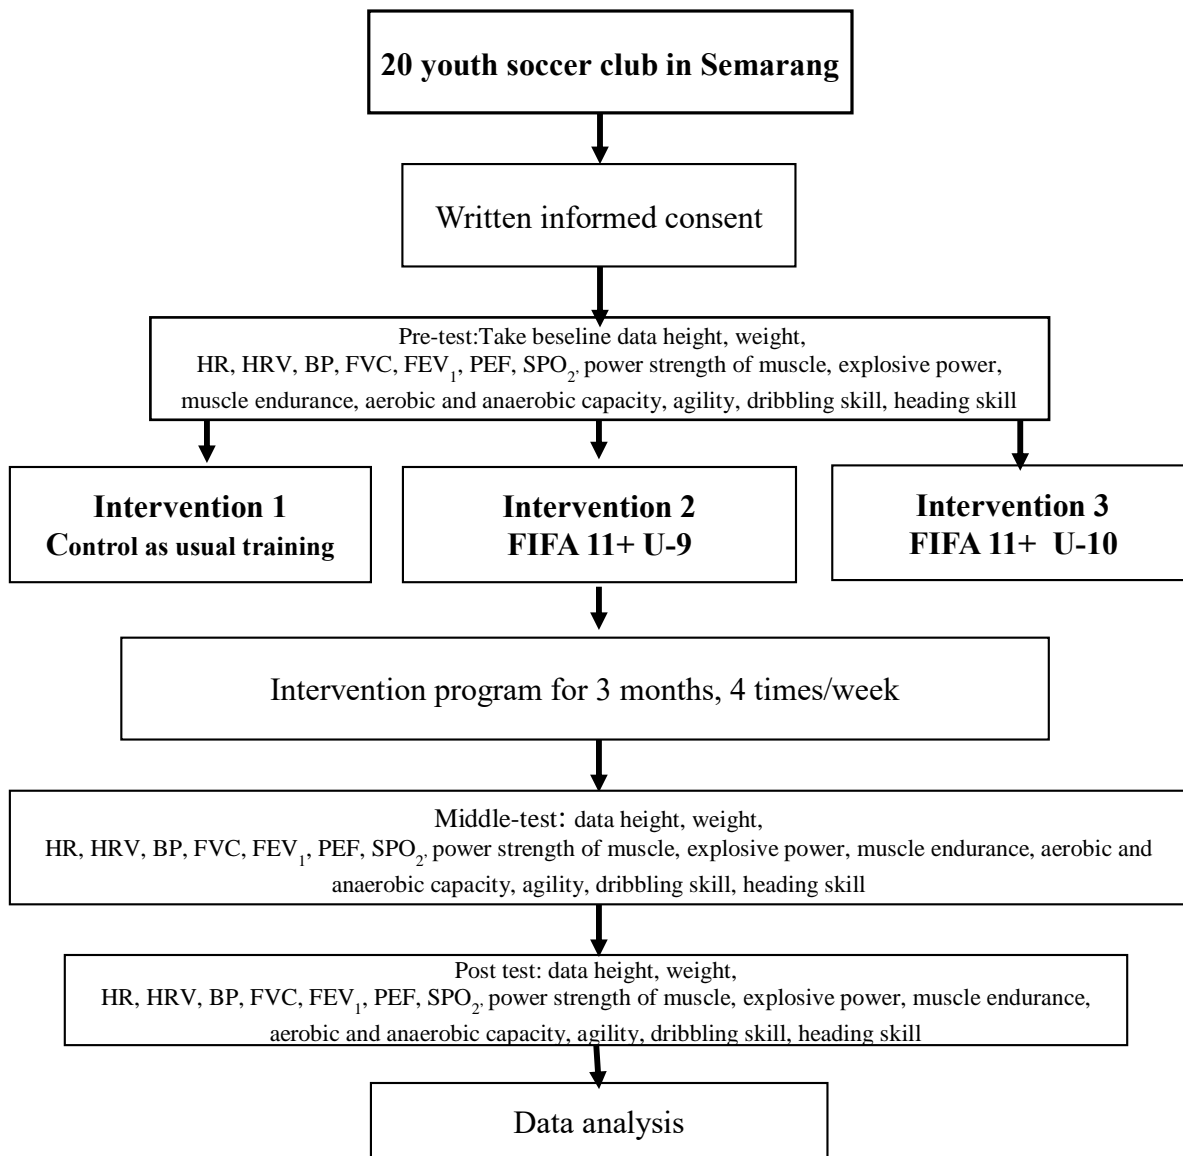 20 youth soccer club in Semarang
Written informed consent
Pre-test:Take beseline data height, weight,
HR, HRV, BP, FVC, FEV₁, PEF, SPO₂, power strength of muscle, explosive power,
muscle endurance, aerobic and anaerobic capacity, agility, dribbling skill, heading skill
Intervention 1
Control as usual training
Intervention 2
FIFA 11+ U-9
Intervention 3
FIFA 11+ U-10
Intervention program for 3 months, 4 times/week
Middle-test: data height, weight,
HR, HRV, BP, FVC, FEV₁, PEF, SPO₂, power strength of muscle, explosive power, muscle endurance, aerobic and
anaerobic capacity, agility, dribbling skill, heading skill
Post test: data height, weight,
HR, HRV, BP, FVC, FEV₁, PEF, SPO₂, power strength of muscle, explosive power, muscle endurance,
aerobic and anaerobic capacity, agility, dribbling skill, heading skill
Data analysis